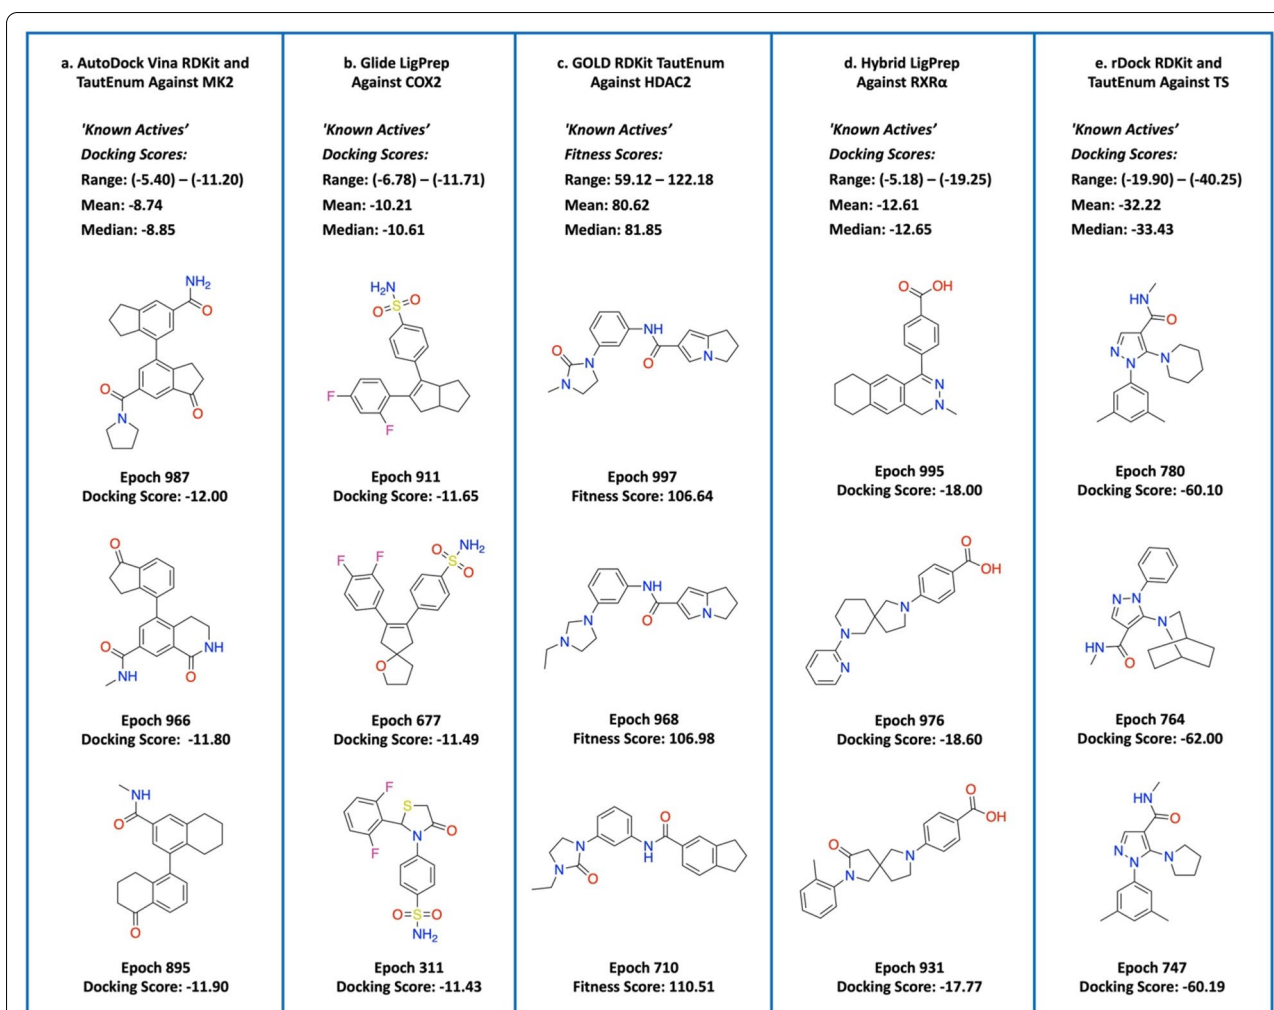 a. AutoDock Vina RDKit and
TautEnum Against MK2
'Known Actives’
Docking Scores:
Range: (-5.40) – (-11.20)
Mean: -8.74
Median: -8.85
NH2
O
O
N
O
Epoch 987
Docking Score: -12.00
O
O
NH
NH
O
Epoch 966
Docking Score: -11.80
NH
O
O
Epoch 895
Docking Score: -11.90
b. Glide LigPrep
Against COX2
'Known Actives’
Docking Scores:
Range: (-6.78) – (-11.71)
Mean: -10.21
Median: -10.61
H2N
O=S=O
F
F
Epoch 911
Docking Score: -11.65
F
F
O
S
NH2
O
O
Epoch 677
Docking Score: -11.49
F
S
O
N
F
O=S=O
NH2
Epoch 311
Docking Score: -11.43
c. GOLD RDKit TautEnum
Against HDAC2
'Known Actives’
Fitness Scores:
Range: 59.12 – 122.18
Mean: 80.62
Median: 81.85
NH
O
N
O
N
N
Epoch 997
Fitness Score: 106.64
NH
O
N
N
N
Epoch 968
Fitness Score: 106.98
O
N
N
H
N
O
Epoch 710
Fitness Score: 110.51
d. Hybrid LigPrep
Against RXRα
'Known Actives’
Docking Scores:
Range: (-5.18) – (-19.25)
Mean: -12.61
Median: -12.65
O
OH
N
N
Epoch 995
Docking Score: -18.00
O
OH
N
N
N
Epoch 976
Docking Score: -18.60
O
OH
O
N
N
Epoch 931
Docking Score: -17.77
e. rDock RDKit and
TautEnum Against TS
'Known Actives’
Docking Scores:
Range: (-19.90) – (-40.25)
Mean: -32.22
Median: -33.43
HN
O
N
N
N
Epoch 780
Docking Score: -60.10
N
N
N
HN
O
Epoch 764
Docking Score: -62.00
HN
O
N
N
N
Epoch 747
Docking Score: -60.19